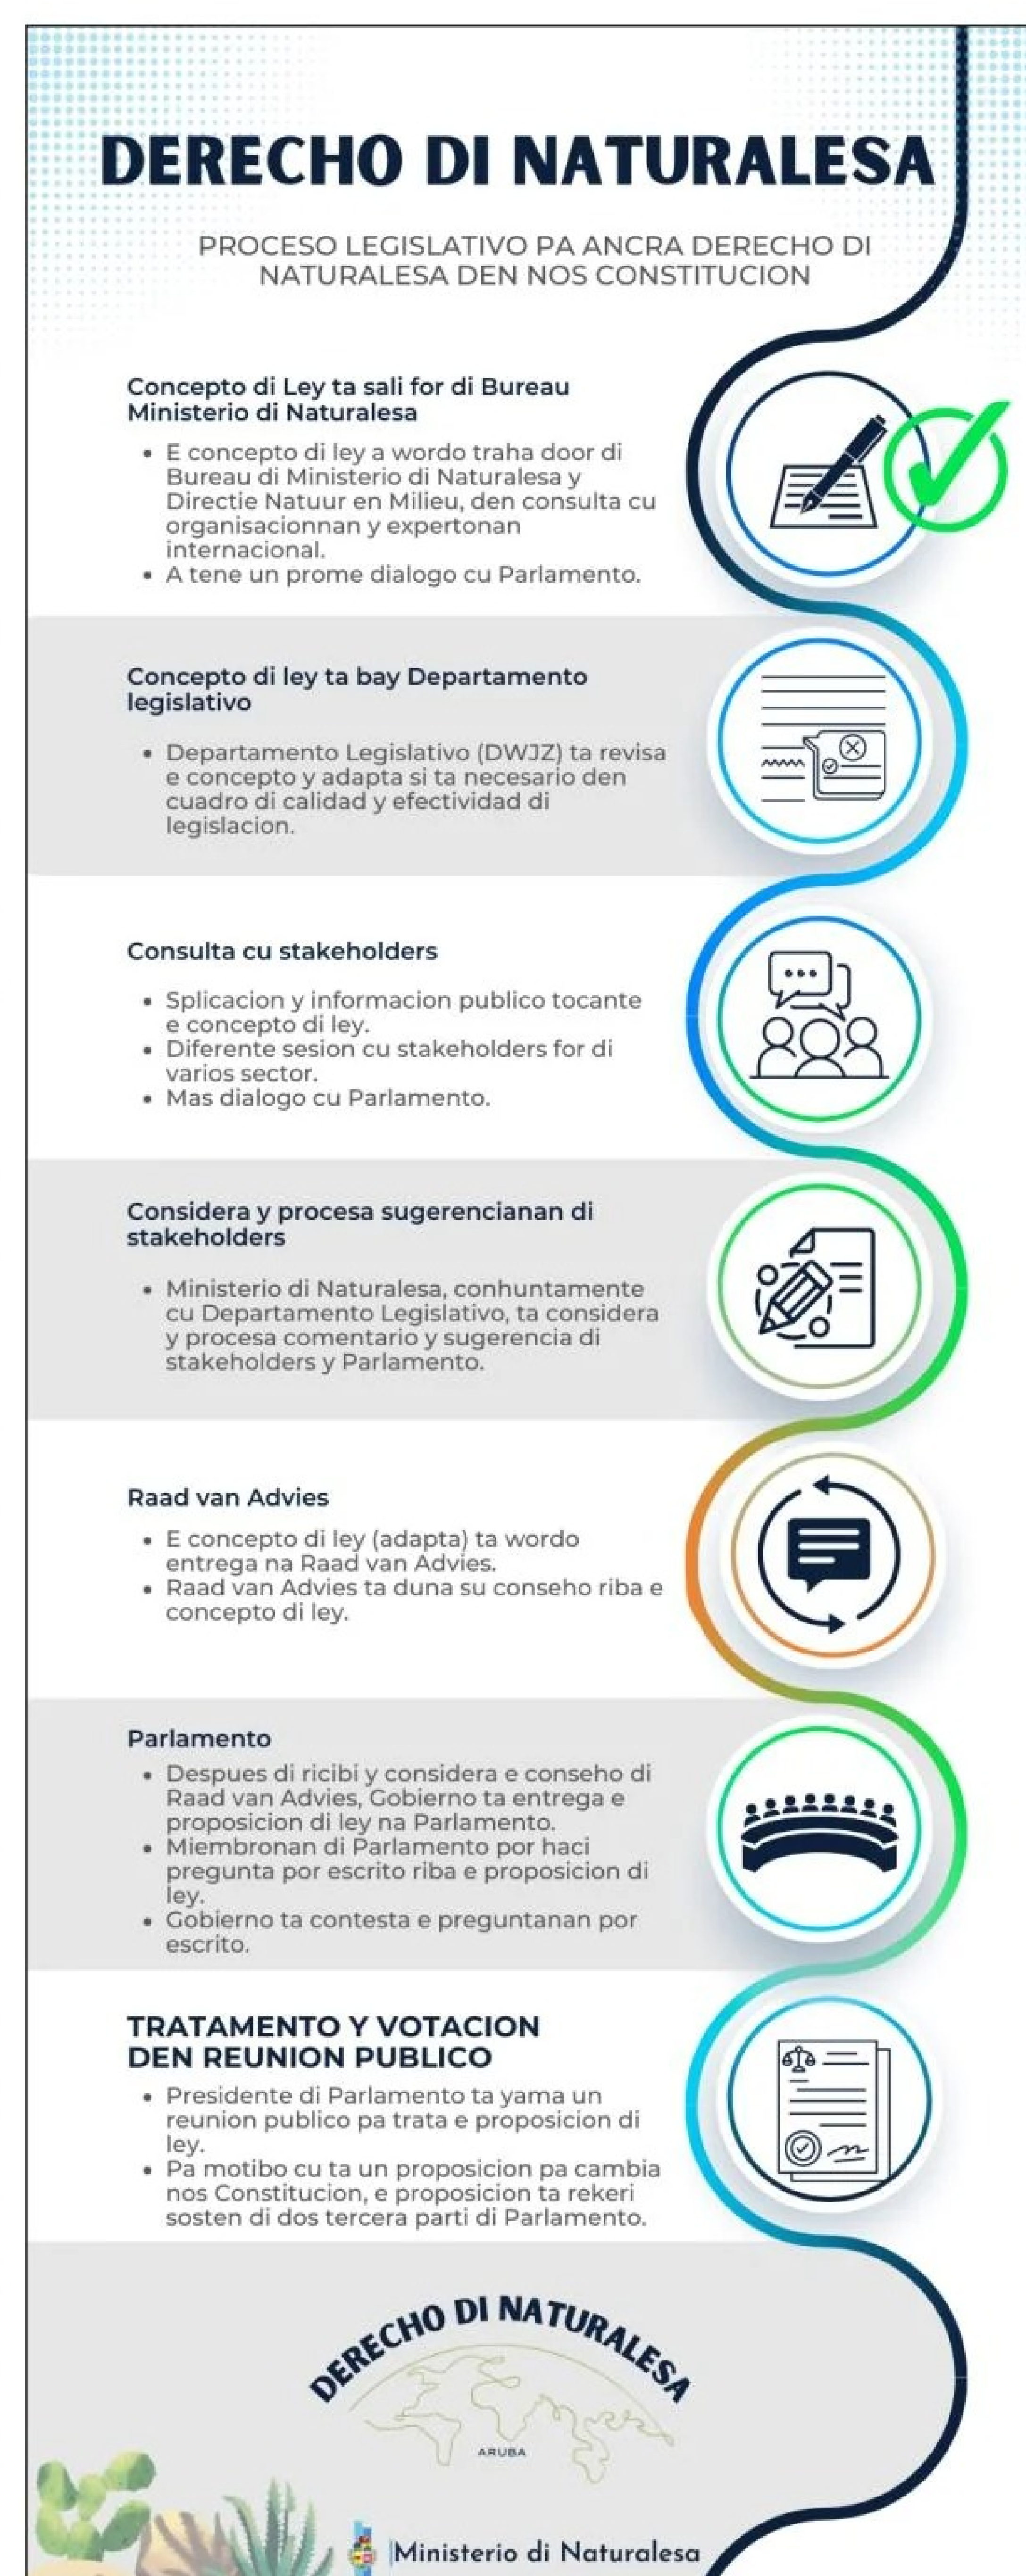 DERECHO DI NATURALESA
PROCESO LEGISLATIVO PA ANCRA DERECHO DI
NATURALESA DEN NOS CONSTITUCION
Concepto di Ley ta sali for di Bureau
Ministerio di Naturalesa
• E concepto di ley a wordo traha door di
Bureau di Ministerio di Naturalesa y
Directie Natuur en Milieu, den consulta cu
organisacionnan y expertonan
internacional.
• A tene un prome dialogo cu Parlamento.
Concepto di ley ta bay Departamento
legislativo
• Departamento Legislativo (DWJZ) ta revisa
e concepto y adapta si ta necesario den
cuadro di calidad y efectividad di
legislacion.
Consulta cu stakeholders
• Splicacion y informacion publico tocante
e concepto di ley.
• Diferente sesion cu stakeholders for di
varios sector.
• Mas dialogo cu Parlamento.
Considera y procesa sugerencianan di
stakeholders
• Ministerio di Naturalesa, conhuntamente
cu Departamento Legislativo, ta considera
y procesa comentario y sugerencia di
stakeholders y Parlamento.
Raad van Advies
• E concepto di ley (adapta) ta wordo
entrega na Raad van Advies.
• Raad van Advies ta duna su conseho riba e
concepto di ley.
Parlamento
• Despues di ricibi y considera e conseho di
Raad van Advies, Gobierno ta entrega e
proposicion di ley na Parlamento.
• Miembronan di Parlamento por haci
pregunta por escrito riba e proposicion di
ley.
• Gobierno ta contesta e preguntanan por
escrito.
TRATAMENTO Y VOTACION
DEN REUNION PUBLICO
• Presidente di Parlamento ta yama un
reunion publico pa trata e proposicion di
ley.
• Pa motibo cu ta un proposicion pa cambia
nos Constitucion, e proposicion ta rekeri
sosten di dos tercera parti di Parlamento.
DERECHO DI NATURALESA
ARUBA
Ministerio di Naturalesa